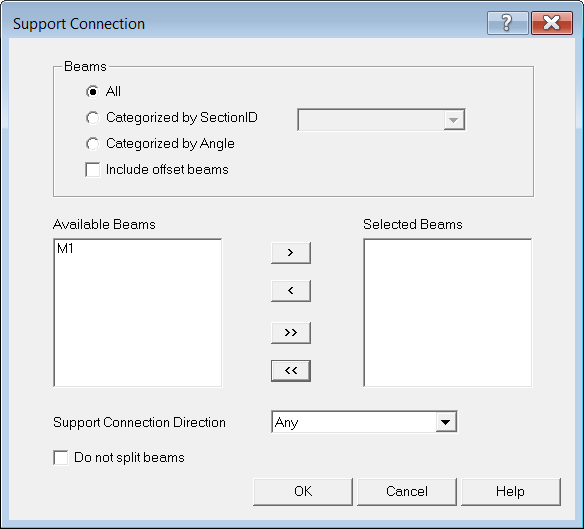 Support Connection
?
Beams
All
Categorized by SectionID
Categorized by Angle
Include offset beams
Available Beams
Selected Beams
M1
>
<
>>
<<
Support Connection Direction
Any
Do not split beams
OK
Cancel
Help